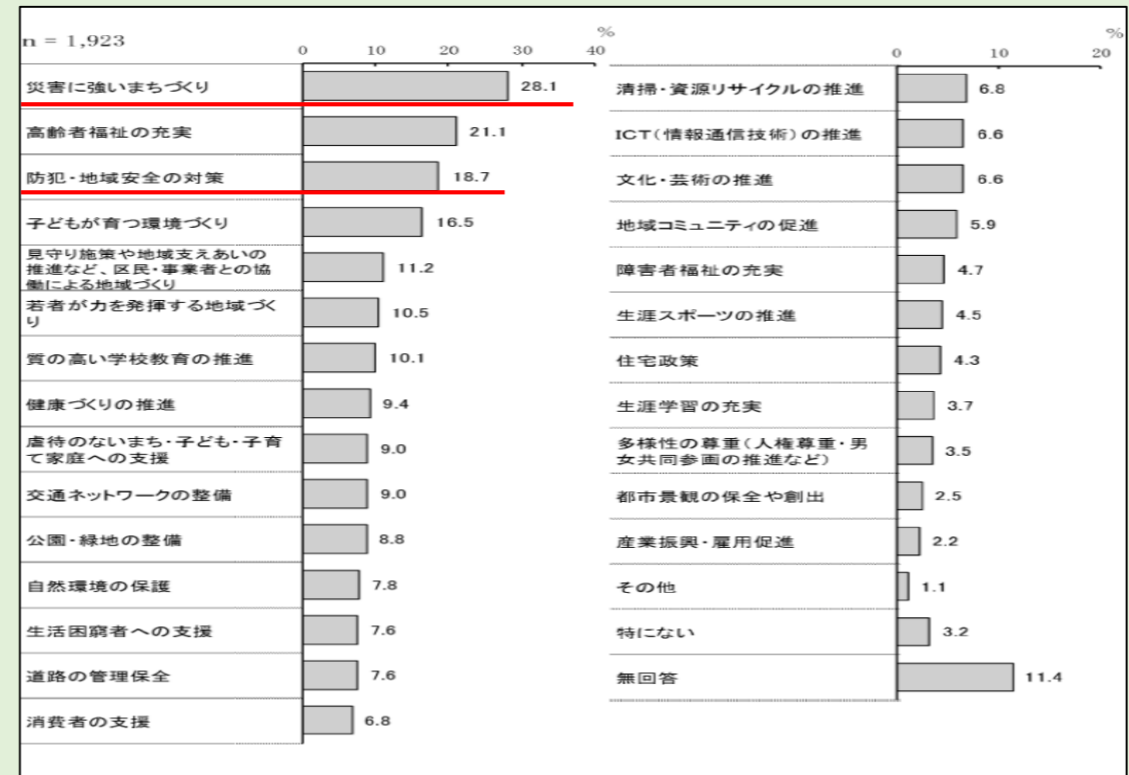 n = 1,923
%
0 10 20 30 40
災害に強いまちづくり 28.1
高齢者福祉の充実 21.1
防犯・地域安全の対策 18.7
子どもが育つ環境づくり 16.5
見守り施策や地域支えあいの
推進など、区民・事業者との協
働による地域づくり 11.2
若者が力を発揮する地域づく
り 10.5
質の高い学校教育の推進 10.1
健康づくりの推進 9.4
虐待のないまち・子ども・子育
て家庭への支援 9.0
交通ネットワークの整備 9.0
公園・緑地の整備 8.8
自然環境の保護 7.8
生活困窮者への支援 7.6
道路の管理保全 7.6
消費者の支援 6.8
%
0 10 20
清掃・資源リサイクルの推進 6.8
ICT(情報通信技術)の推進 6.6
文化・芸術の推進 6.6
地域コミュニティの促進 5.9
障害者福祉の充実 4.7
生涯スポーツの推進 4.5
住宅政策 4.3
生涯学習の充実 3.7
多様性の尊重(人権尊重・男
女共同参画の推進など) 3.5
都市景観の保全や創出 2.5
産業振興・雇用促進 2.2
その他 1.1
特にない 3.2
無回答 11.4